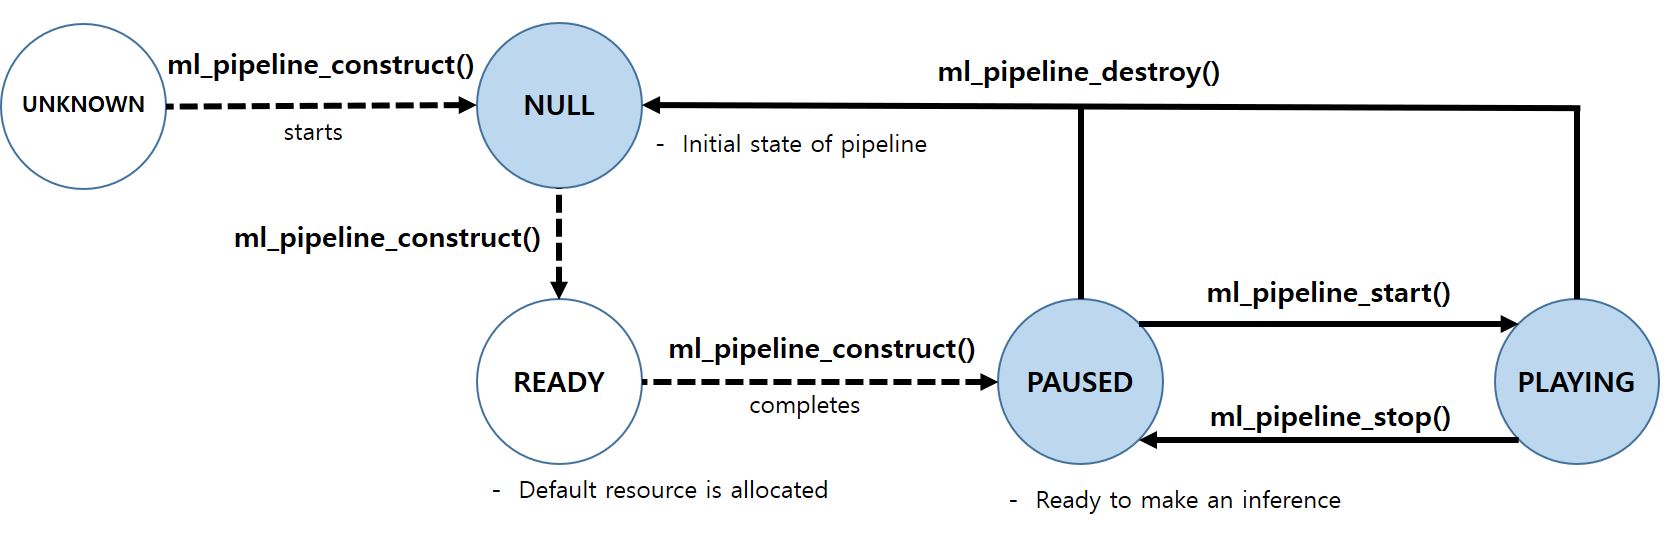 UNKNOWN
ml_pipeline_construct()
starts
NULL
ml_pipeline_destroy()
- Initial state of pipeline
ml_pipeline_construct()
READY
- Default resource is allocated
ml_pipeline_construct()
completes
PAUSED
- Ready to make an inference
ml_pipeline_start()
ml_pipeline_stop()
PLAYING